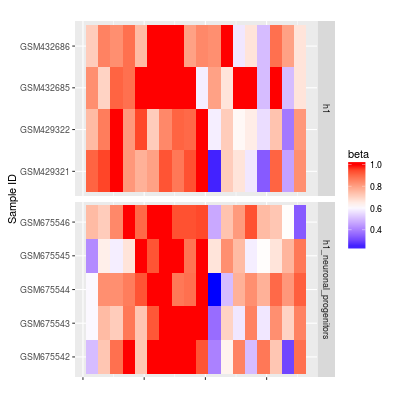 GSM432686
GSM432685
GSM429322
GSM429321
h1
GSM675546
GSM675545
GSM675544
GSM675543
GSM675542
h1_neuronal_progenitors
Sample ID
beta
1.0
0.8
0.6
0.4